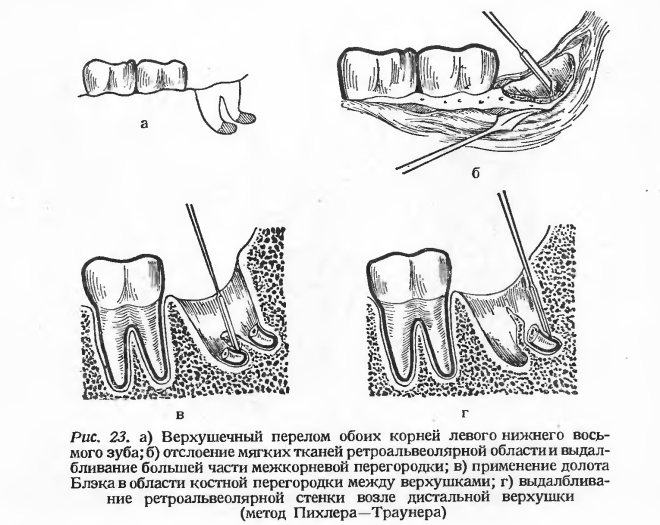 а
б
в
г
Рис. 23. а) Верхушечный перелом обоих корней левого нижнего вось-
мого зуба; б) отслоение мягких тканей ретроальвеолярной области и выдал-
бливание большей части межкорневой перегородки; в) применение долота
Блэка в области костной перегородки между верхушками; г) выдалблива-
ние ретроальвеолярной стенки возле дистальной верхушки
(метод Пихлера—Траунера)